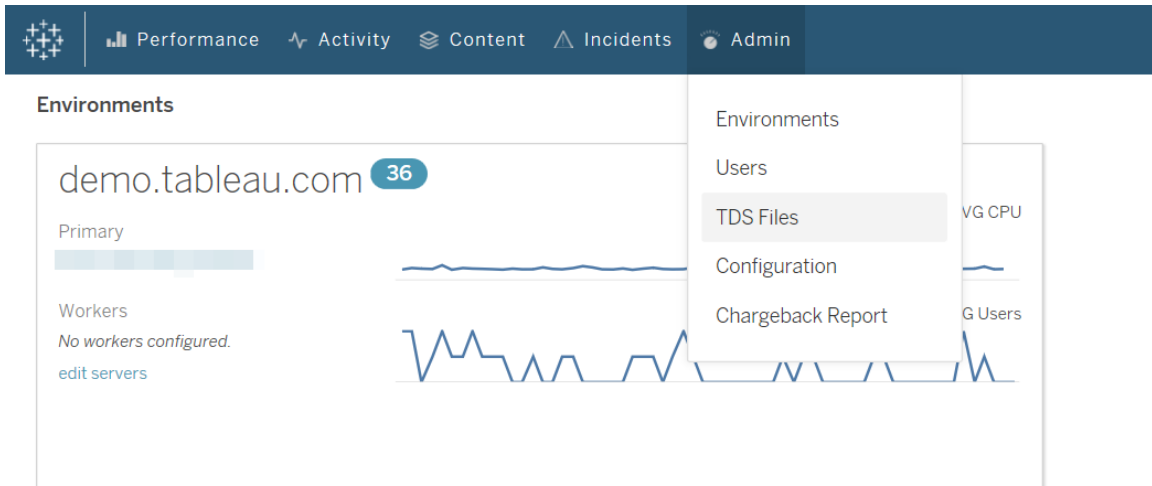 Performance Activity Content Incidents Admin
Environments
demo.tableau.com 36
Primary
Workers
No workers configured.
edit servers
VG CPU
G Users
Environments
Users
TDS Files
Configuration
Chargeback Report